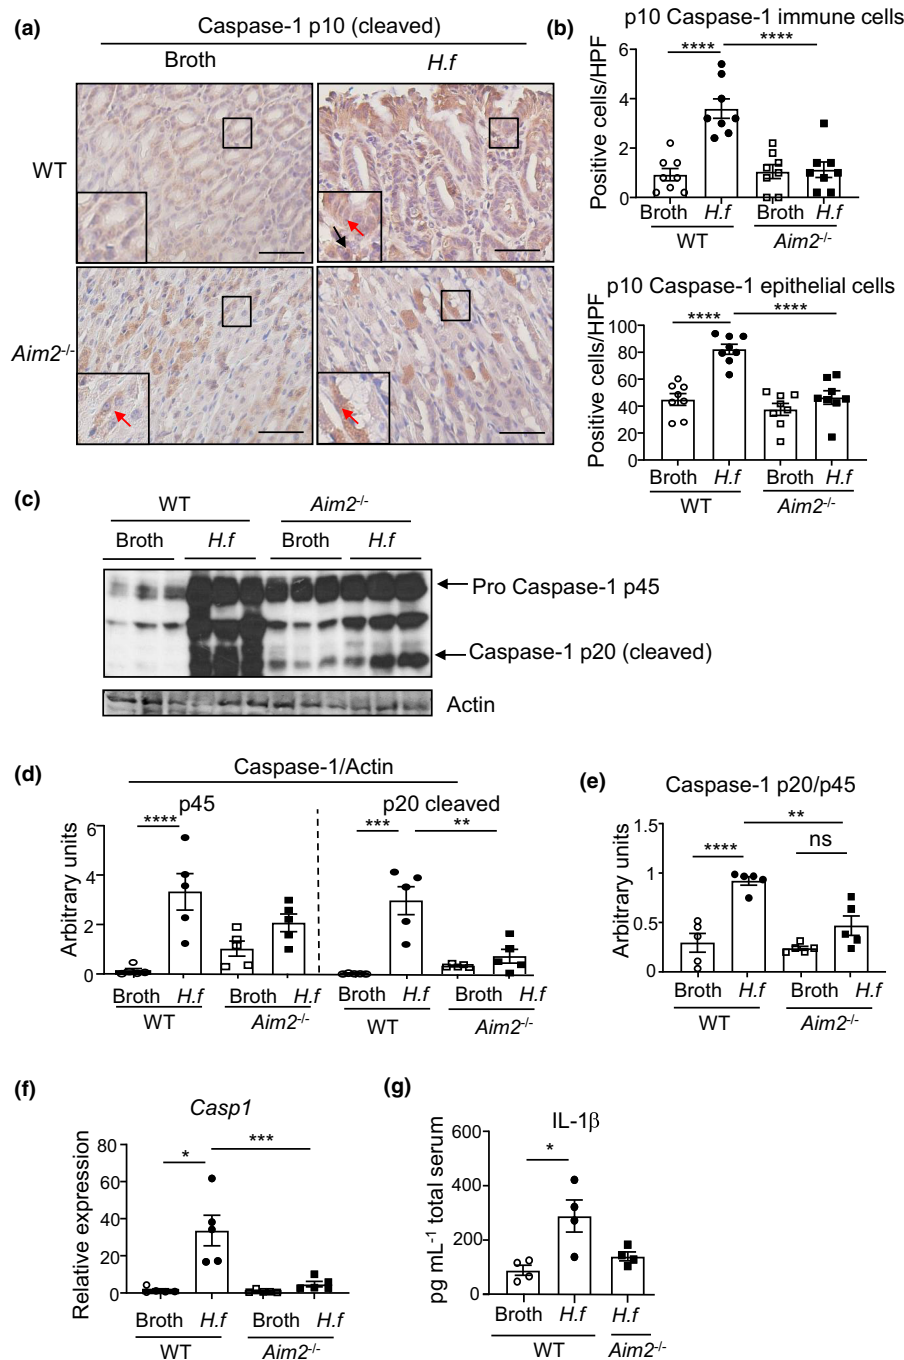 (a)
Caspase-1 p10 (cleaved)
Broth H.f
WT
Aim2-/-
(b)
p10 Caspase-1 immune cells
Positive cells/HPF
6
4
2
0
**** ****
Broth H.f Broth H.f
WT Aim2-/-
p10 Caspase-1 epithelial cells
Positive cells/HPF
100
80
60
40
20
0
**** ****
Broth H.f Broth H.f
WT Aim2-/-
(c)
WT Aim2-/-
Broth H.f Broth H.f
Pro Caspase-1 p45
Caspase-1 p20 (cleaved)
Actin
(d)
Caspase-1/Actin
p45 p20 cleaved
Arbitrary units
6
4
2
0
**** *** **
Broth H.f Broth H.f Broth H.f Broth H.f
WT Aim2-/- WT Aim2-/-
(e)
Caspase-1 p20/p45
Arbitrary units
1.5
1
0.5
0
**** ** ns
Broth H.f Broth H.f
WT Aim2-/-
(f)
Casp1
Relative expression
80
60
40
20
0
* ***
Broth H.f Broth H.f
WT Aim2-/-
(g)
IL-1β
pg mL-1 total serum
600
400
200
0
*
Broth H.f H.f
WT Aim2-/-